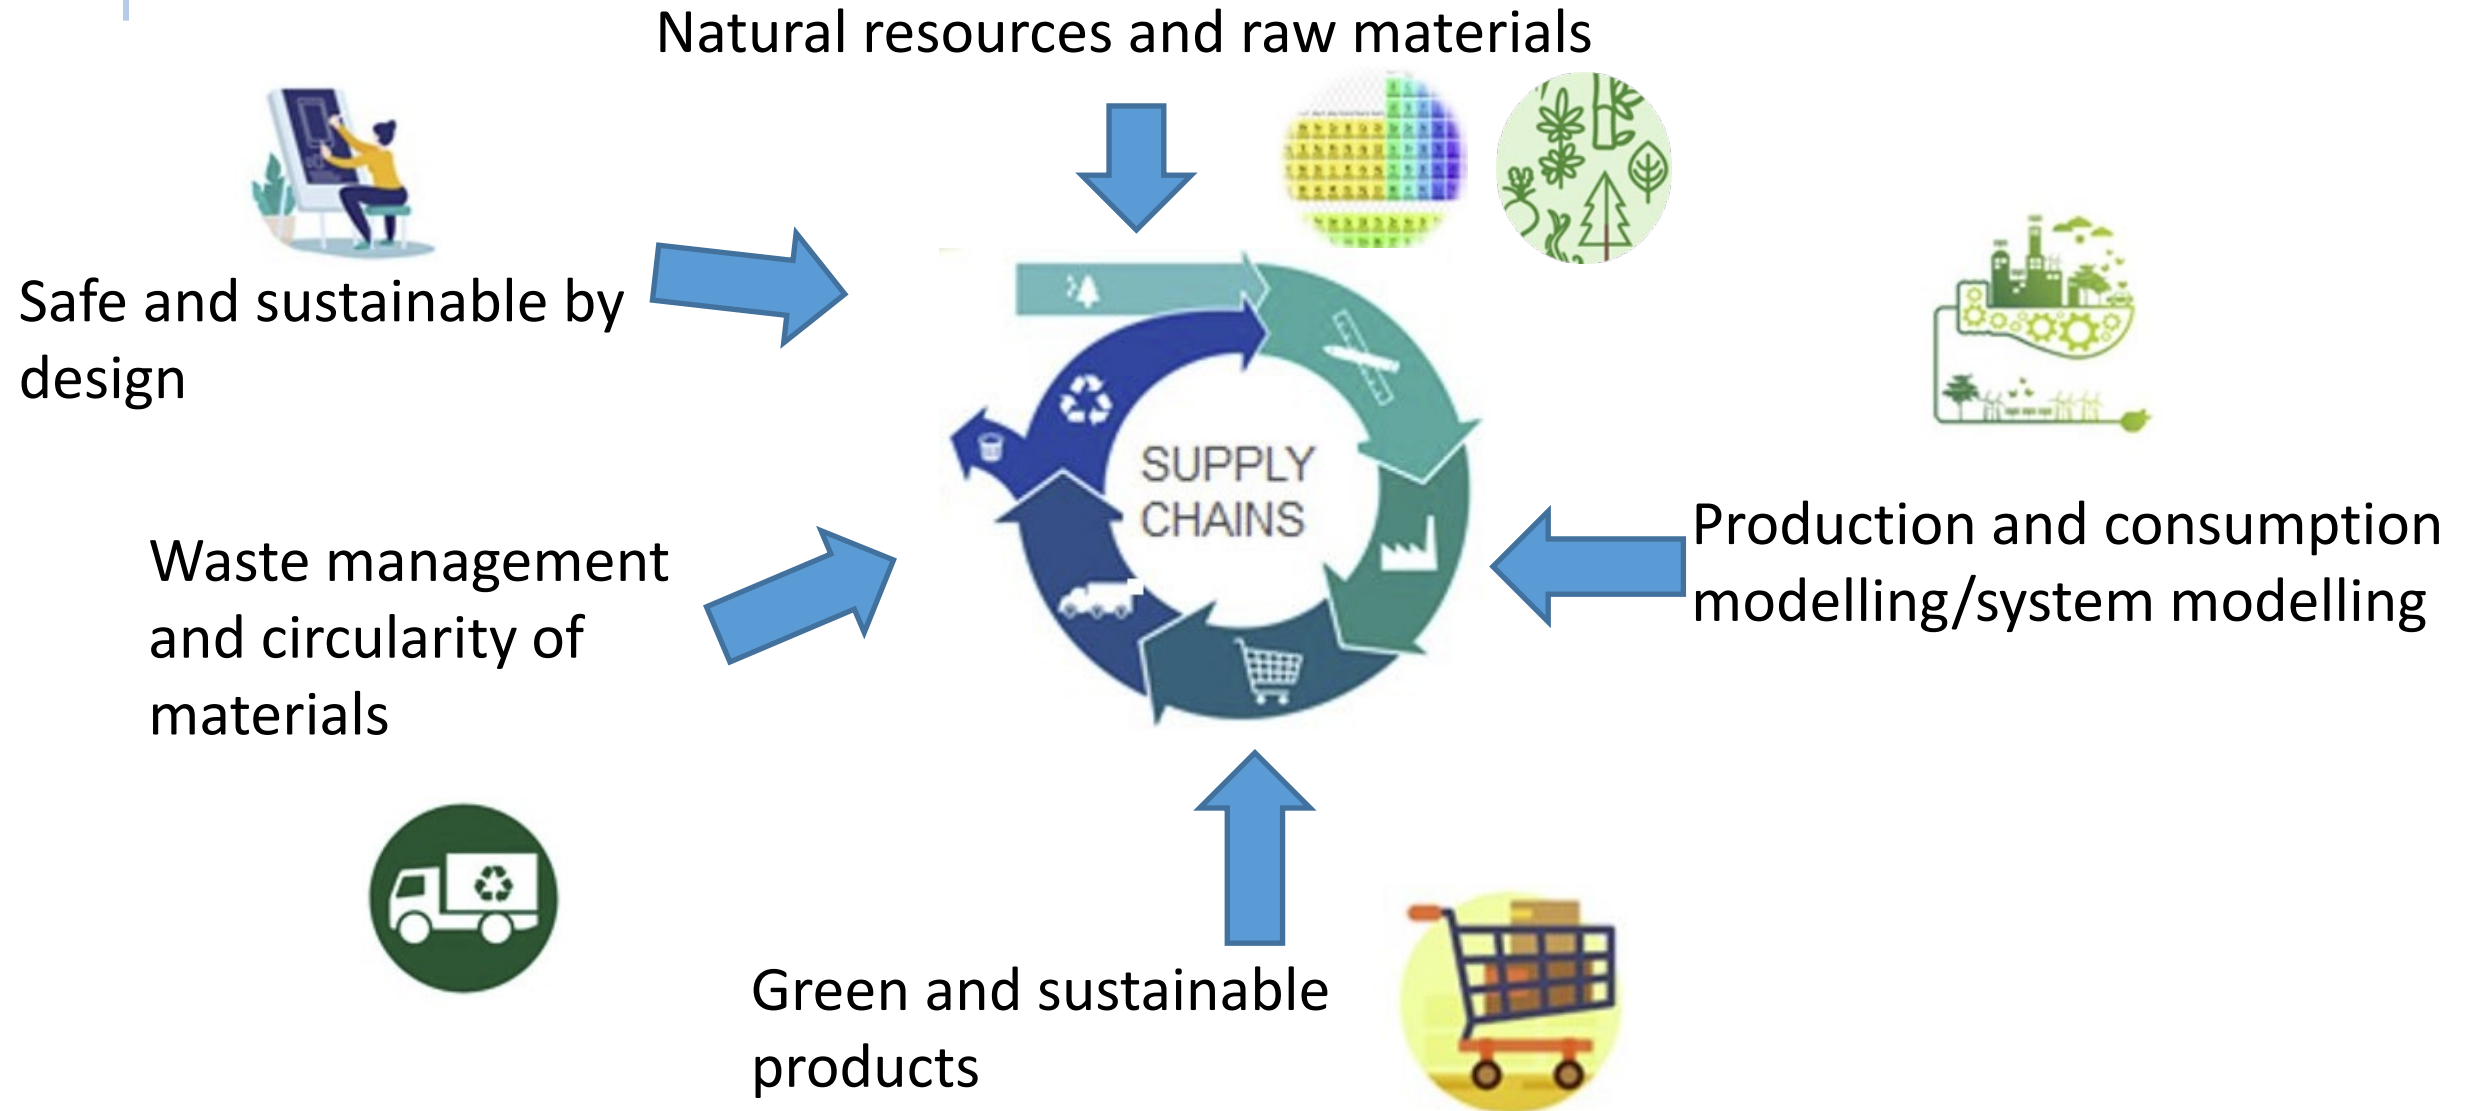 Natural resources and raw materials
Safe and sustainable by
design
SUPPLY
CHAINS
Production and consumption
modelling/system modelling
Waste management
and circularity of
materials
Green and sustainable
products